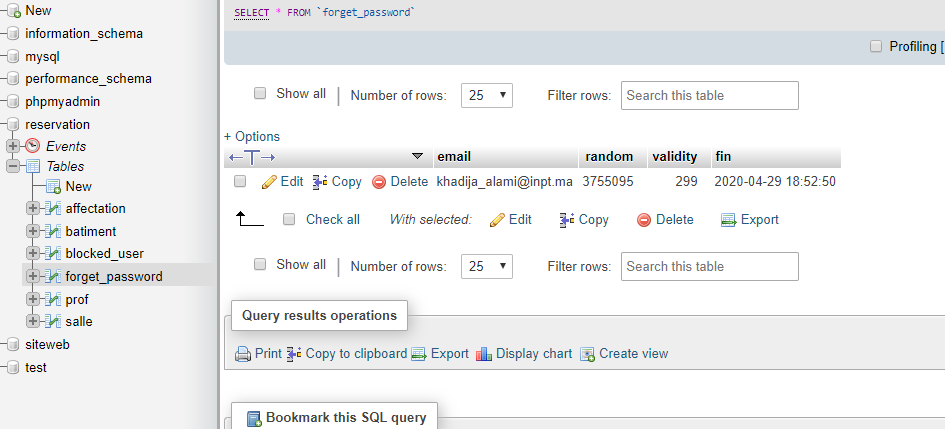 New
information_schema
mysql
performance_schema
phpmyadmin
reservation
Events
Tables
New
affectation
batiment
blocked_user
forget_password
prof
salle
siteweb
test
SELECT * FROM `forget_password`
Profiling [
Show all | Number of rows: 25 Filter rows: Search this table
+ Options
←T→ email random validity fin
Edit Copy Delete khadija_alami@inpt.ma 3755095 299 2020-04-29 18:52:50
Check all With selected: Edit Copy Delete Export
Show all | Number of rows: 25 Filter rows: Search this table
Query results operations
Print Copy to clipboard Export Display chart Create view
Bookmark this SQL query